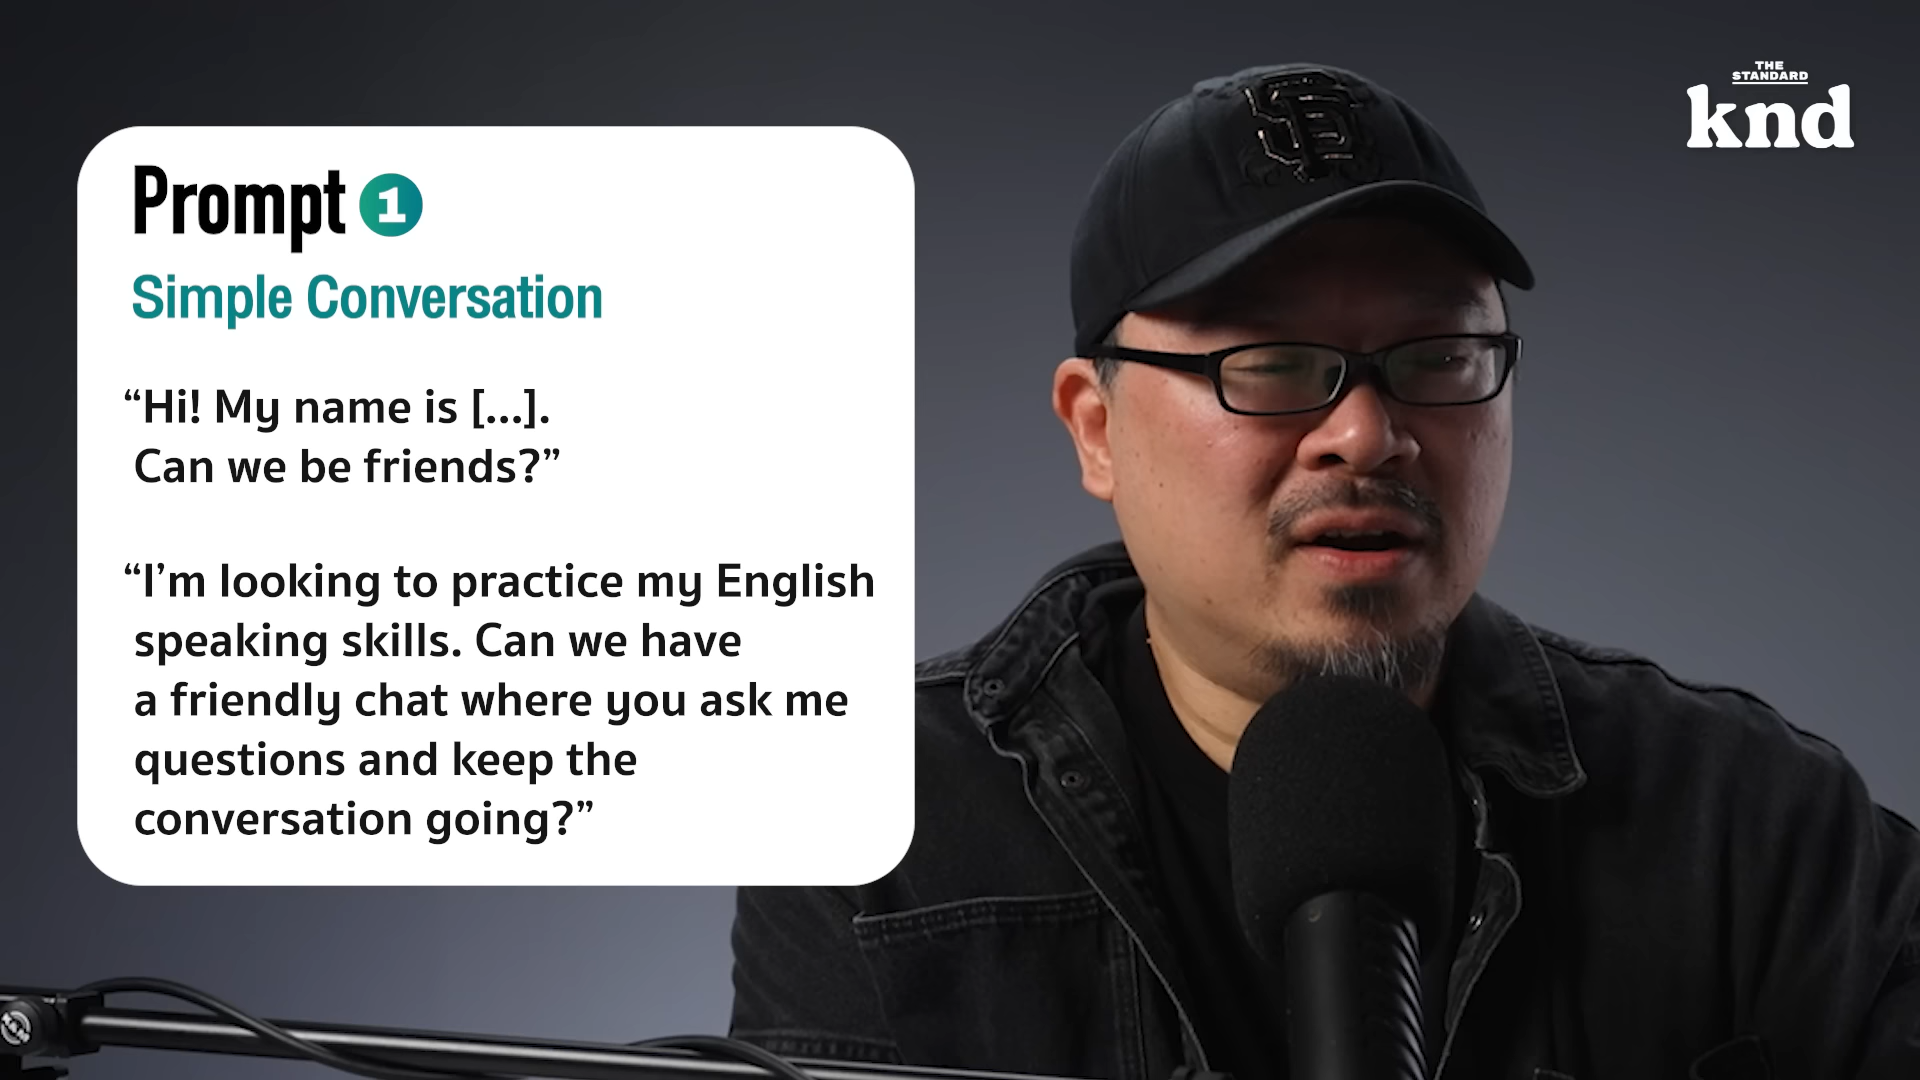 THE
STANDARD
knd
Prompt 1
Simple Conversation
“Hi! My name is [...].
Can we be friends?”
“I’m looking to practice my English
speaking skills. Can we have
a friendly chat where you ask me
questions and keep the
conversation going?”
SF
K&M